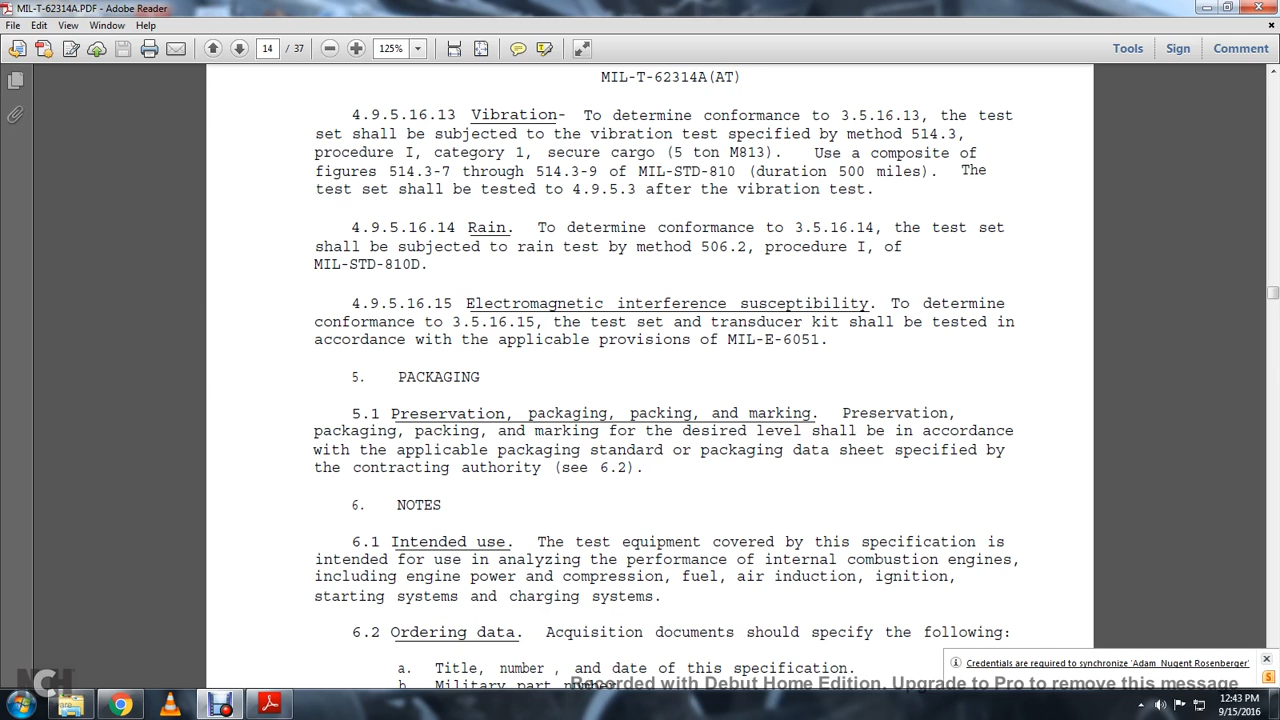 MIL-T-62314A.PDF - Adobe Reader
File Edit View Window Help
14 / 37 125% Tools Sign Comment
MIL-T-62314A(AT)
4.9.5.16.13 Vibration- To determine conformance to 3.5.16.13, the test
set shall be subjected to the vibration test specified by method 514.3,
procedure I, category 1, secure cargo (5 ton M813). Use a composite of
figures 514.3-7 through 514.3-9 of MIL-STD-810 (duration 500 miles). The
test set shall be tested to 4.9.5.3 after the vibration test.
4.9.5.16.14 Rain. To determine conformance to 3.5.16.14, the test set
shall be subjected to rain test by method 506.2, procedure I, of
MIL-STD-810D.
4.9.5.16.15 Electromagnetic interference susceptibility. To determine
conformance to 3.5.16.15, the test set and transducer kit shall be tested in
accordance with the applicable provisions of MIL-E-6051.
5. PACKAGING
5.1 Preservation, packaging, packing, and marking. Preservation,
packaging, packing, and marking for the desired level shall be in accordance
with the applicable packaging standard or packaging data sheet specified by
the contracting authority (see 6.2).
6. NOTES
6.1 Intended use. The test equipment covered by this specification is
intended for use in analyzing the performance of internal combustion engines,
including engine power and compression, fuel, air induction, ignition,
starting systems and charging systems.
6.2 Ordering data. Acquisition documents should specify the following:
a. Title, number , and date of this specification.
b. Military part number
Credentials are required to synchronize 'Adam_Nugent Rosenberger'
NCH
Recorded with Debut Home Edition. Upgrade to Pro to remove this message
12:43 PM
9/15/2016